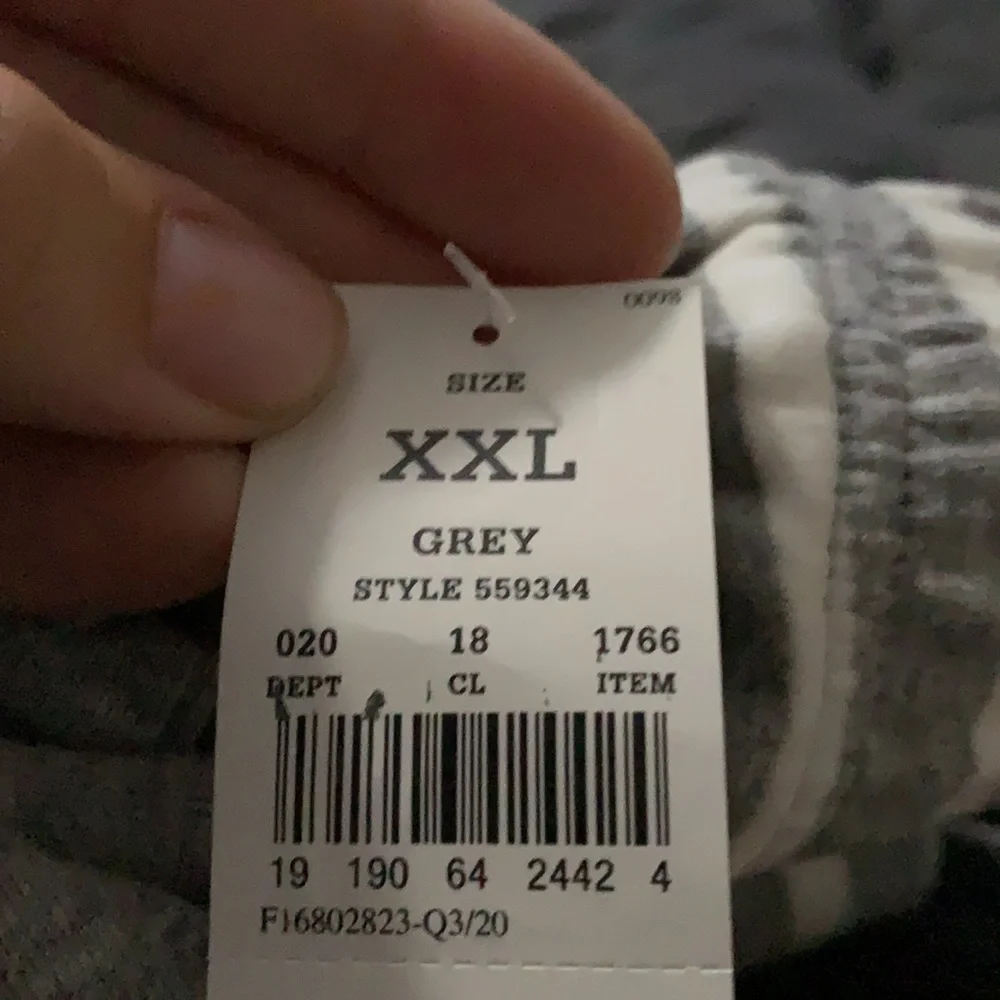 0098
SIZE
XXL
GREY
STYLE 559344
020 18 1766
DEPT CL ITEM
19 190 64 2442 4
F16802823-Q3/20